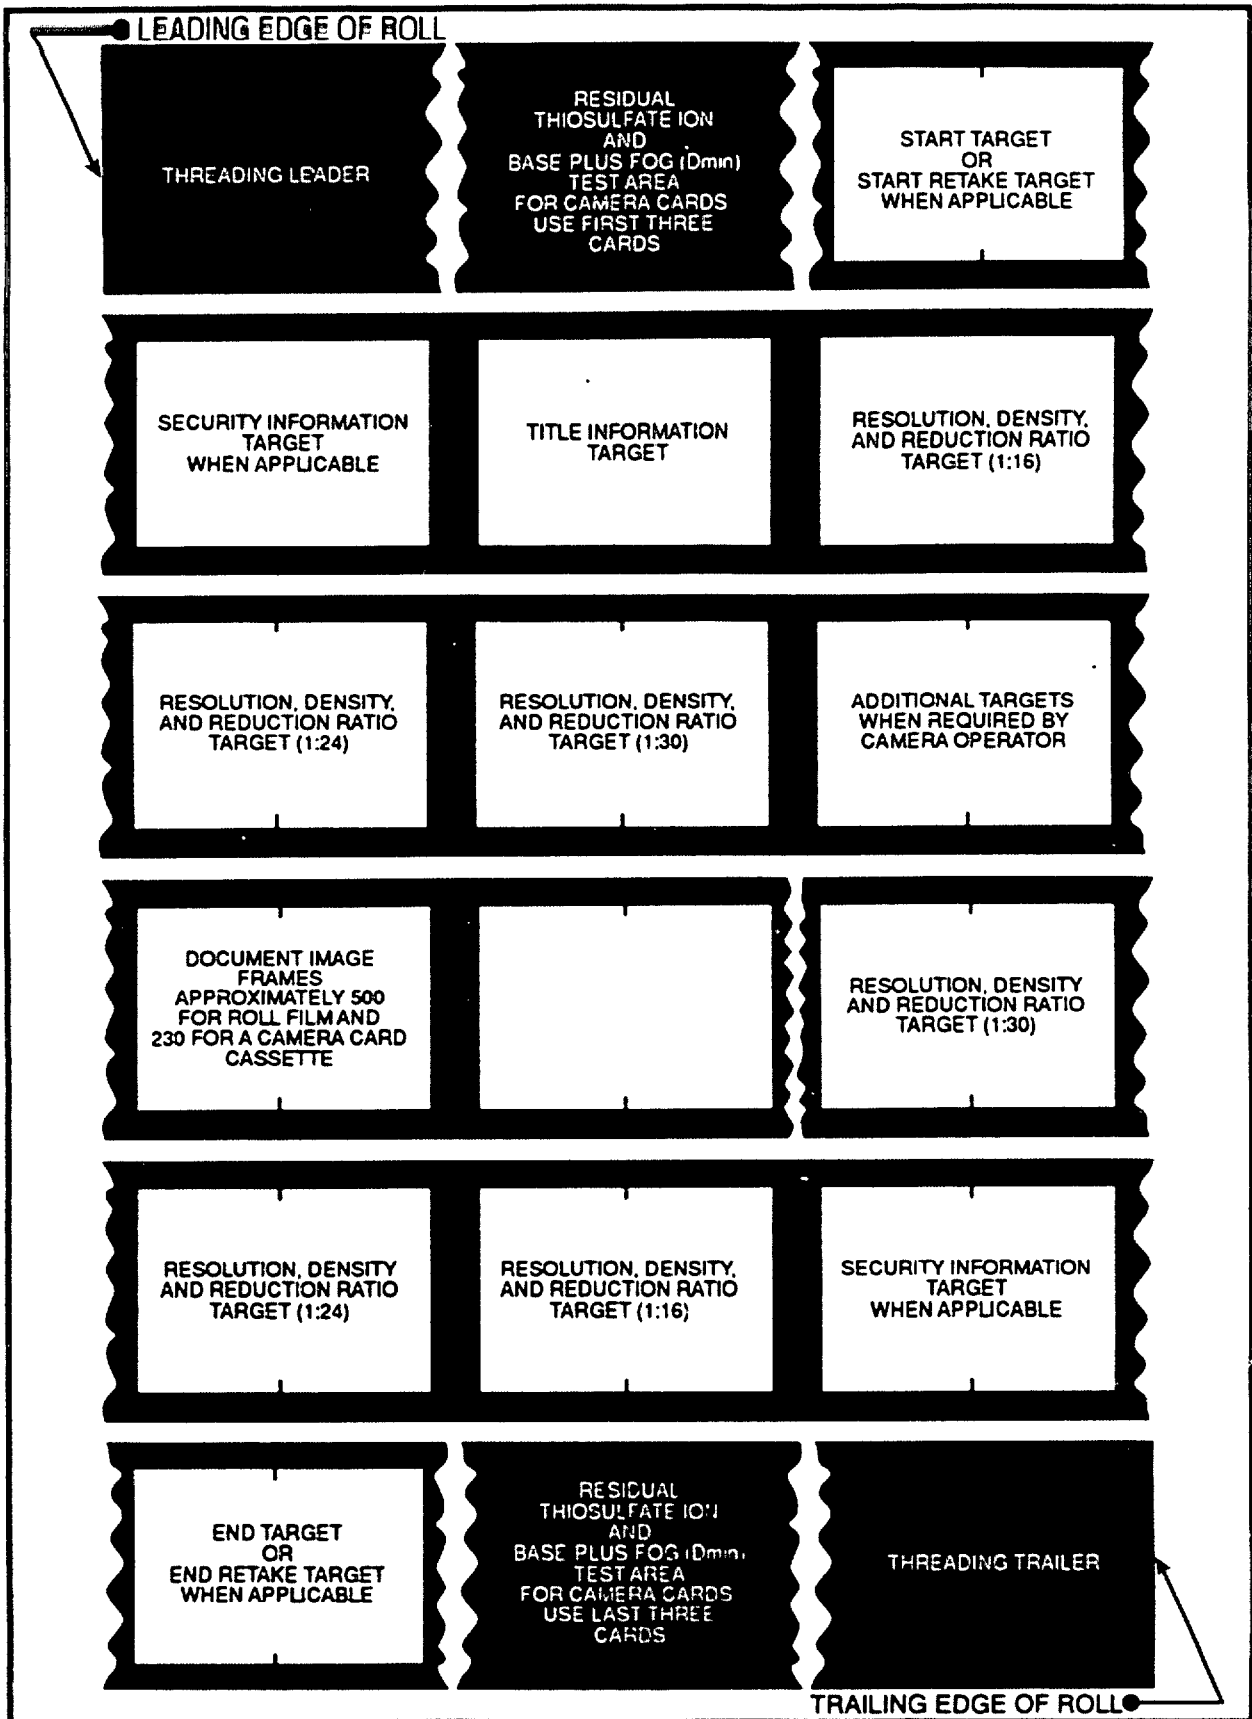 LEADING EDGE OF ROLL
THREADING LEADER
RESIDUAL
THIOSULFATE ION
AND
BASE PLUS FOG (Dmin)
TEST AREA
FOR CAMERA CARDS
USE FIRST THREE
CARDS
START TARGET
OR
START RETAKE TARGET
WHEN APPLICABLE
SECURITY INFORMATION
TARGET
WHEN APPLICABLE
TITLE INFORMATION
TARGET
RESOLUTION, DENSITY,
AND REDUCTION RATIO
TARGET (1:16)
RESOLUTION, DENSITY,
AND REDUCTION RATIO
TARGET (1:24)
RESOLUTION, DENSITY,
AND REDUCTION RATIO
TARGET (1:30)
ADDITIONAL TARGETS
WHEN REQUIRED BY
CAMERA OPERATOR
DOCUMENT IMAGE
FRAMES
APPROXIMATELY 500
FOR ROLL FILM AND
230 FOR A CAMERA CARD
CASSETTE
RESOLUTION, DENSITY
AND REDUCTION RATIO
TARGET (1:30)
RESOLUTION, DENSITY
AND REDUCTION RATIO
TARGET (1:24)
RESOLUTION, DENSITY,
AND REDUCTION RATIO
TARGET (1:16)
SECURITY INFORMATION
TARGET
WHEN APPLICABLE
END TARGET
OR
END RETAKE TARGET
WHEN APPLICABLE
RESIDUAL
THIOSULFATE ION
AND
BASE PLUS FOG (Dmin)
TEST AREA
FOR CAMERA CARDS
USE LAST THREE
CARDS
THREADING TRAILER
TRAILING EDGE OF ROLL